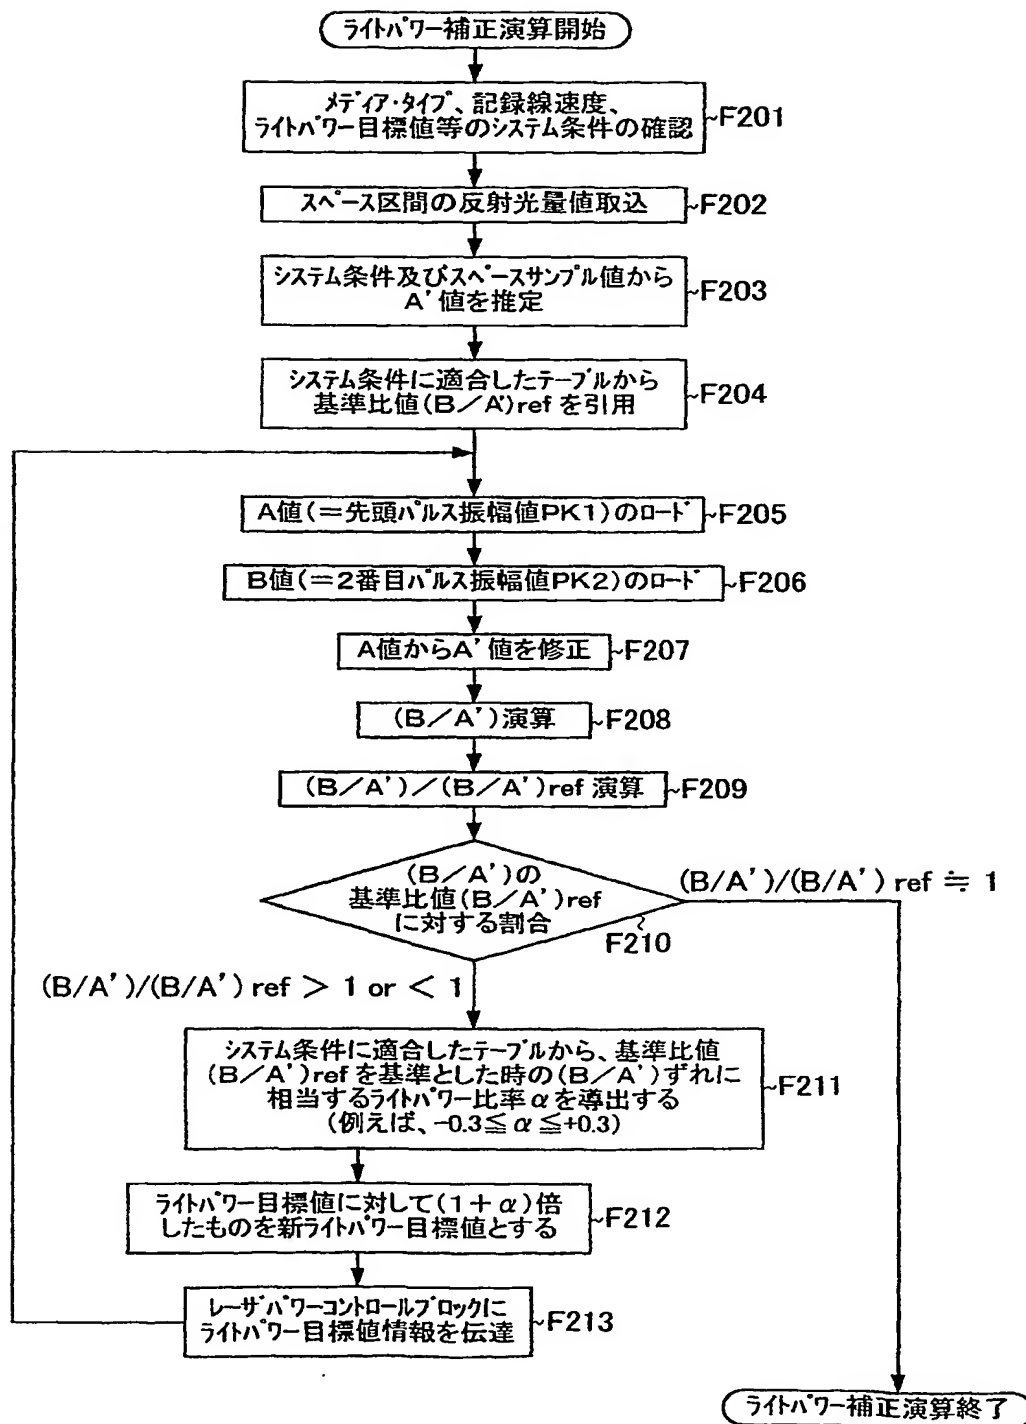 ライトパワー補正演算開始
メディア・タイプ、記録線速度、
ライトパワー目標値等のシステム条件の確認
~F201
スペース区間の反射光量値取込
~F202
システム条件及びスペースサンプル値から
A'値を推定
~F203
システム条件に適合したテーブルから
基準比値(B/A')refを引用
~F204
A値(=先頭パルス振幅値PK1)のロード
~F205
B値(=2番目パルス振幅値PK2)のロード
~F206
A値からA'値を修正
~F207
(B/A')演算
~F208
(B/A')/(B/A')ref 演算
~F209
(B/A')の
基準比値(B/A')ref
に対する割合
F210
(B/A')/(B/A') ref ≒ 1
(B/A')/(B/A') ref > 1 or < 1
システム条件に適合したテーブルから、基準比値
(B/A')refを基準とした時の(B/A')ずれに
相当するライトパワー比率αを導出する
(例えば、-0.3≦α≦+0.3)
~F211
ライトパワー目標値に対して(1+α)倍
したものを新ライトパワー目標値とする
~F212
レーザパワーコントロールブロックに
ライトパワー目標値情報を伝達
~F213
ライトパワー補正演算終了